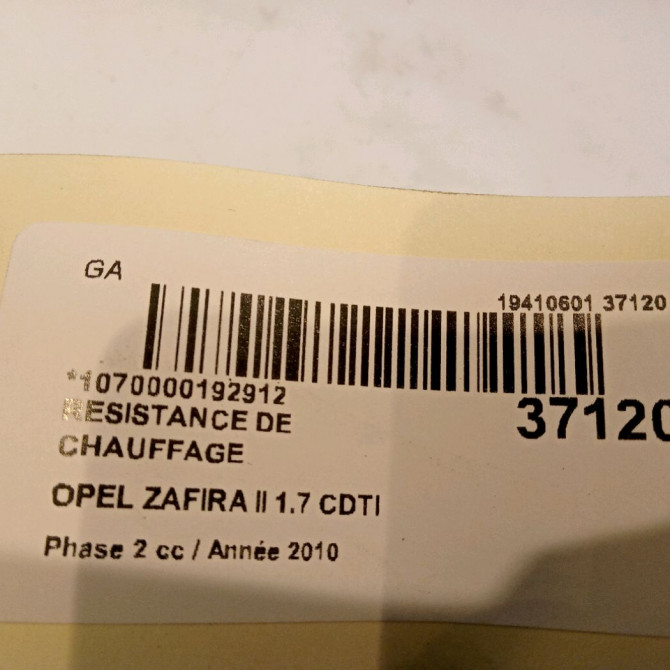 GA
19410601 37120
*1070000192912
RESISTANCE DE
37120
CHAUFFAGE
OPEL ZAFIRA II 1.7 CDTI
Phase 2 cc / Année 2010